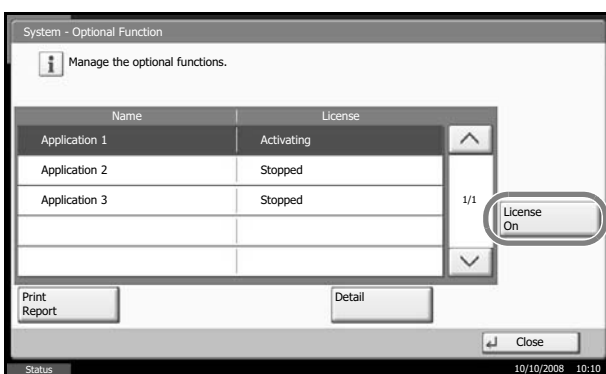 System - Optional Function
Manage the optional functions.
Name License
Application 1 Activating
Application 2 Stopped
Application 3 Stopped
1/1
License
On
Print
Report
Detail
Close
Status 10/10/2008 10:10